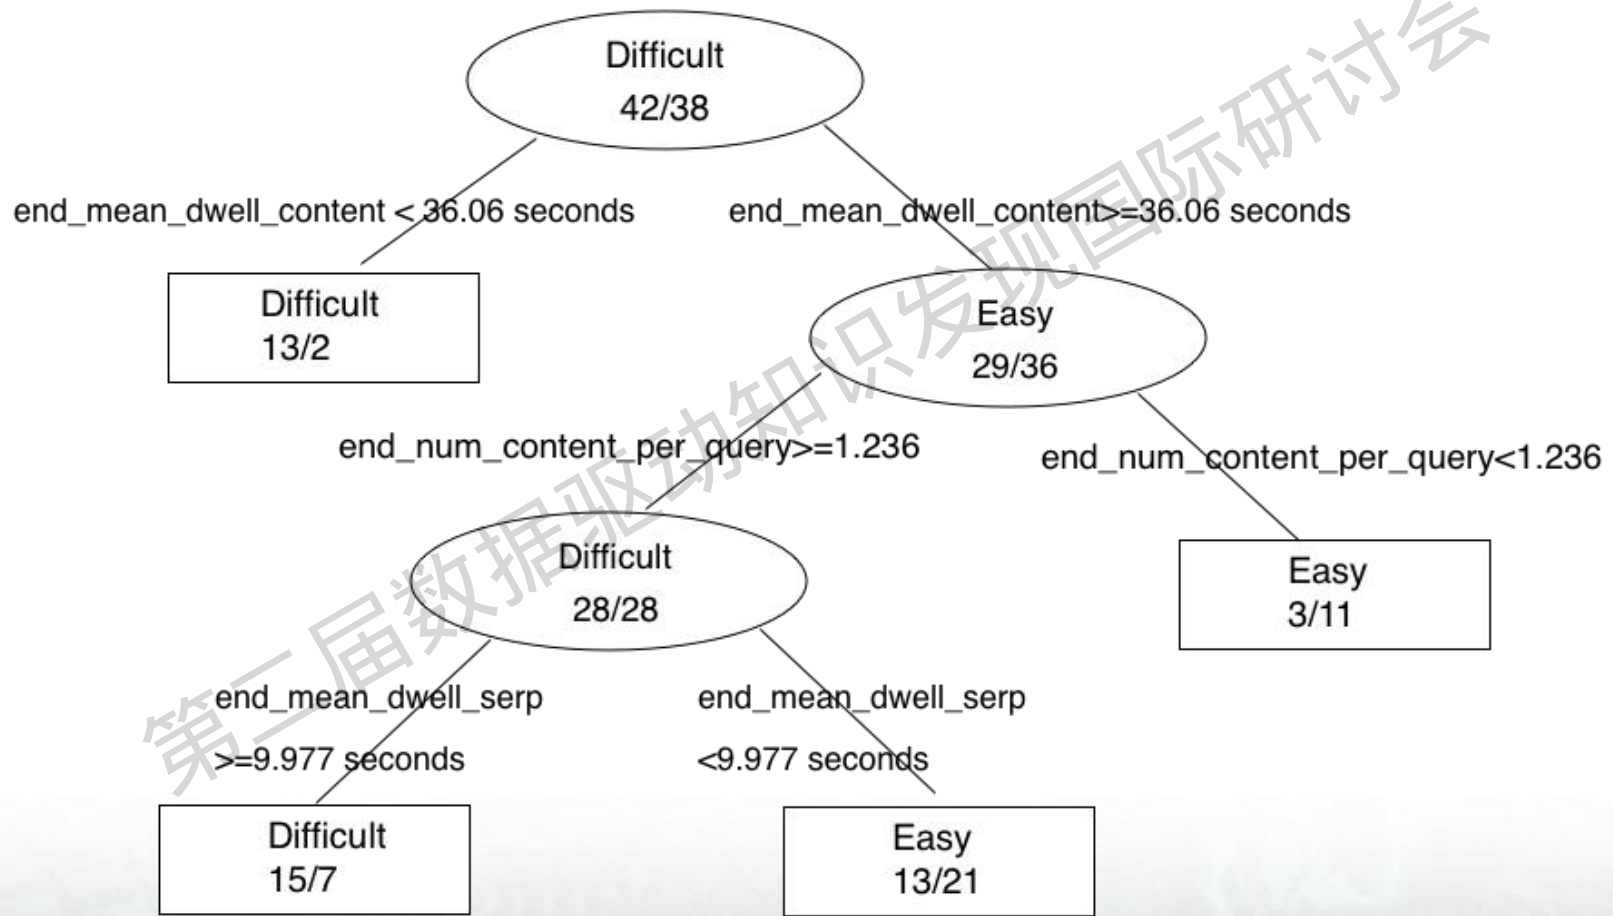 Difficult
42/38
end_mean_dwell_content < 36.06 seconds
end_mean_dwell_content>=36.06 seconds
Difficult
13/2
Easy
29/36
end_num_content_per_query>=1.236
end_num_content_per_query<1.236
Difficult
28/28
Easy
3/11
end_mean_dwell_serp
>=9.977 seconds
end_mean_dwell_serp
<9.977 seconds
Difficult
15/7
Easy
13/21
第二届数据驱动知识发现国际研讨会